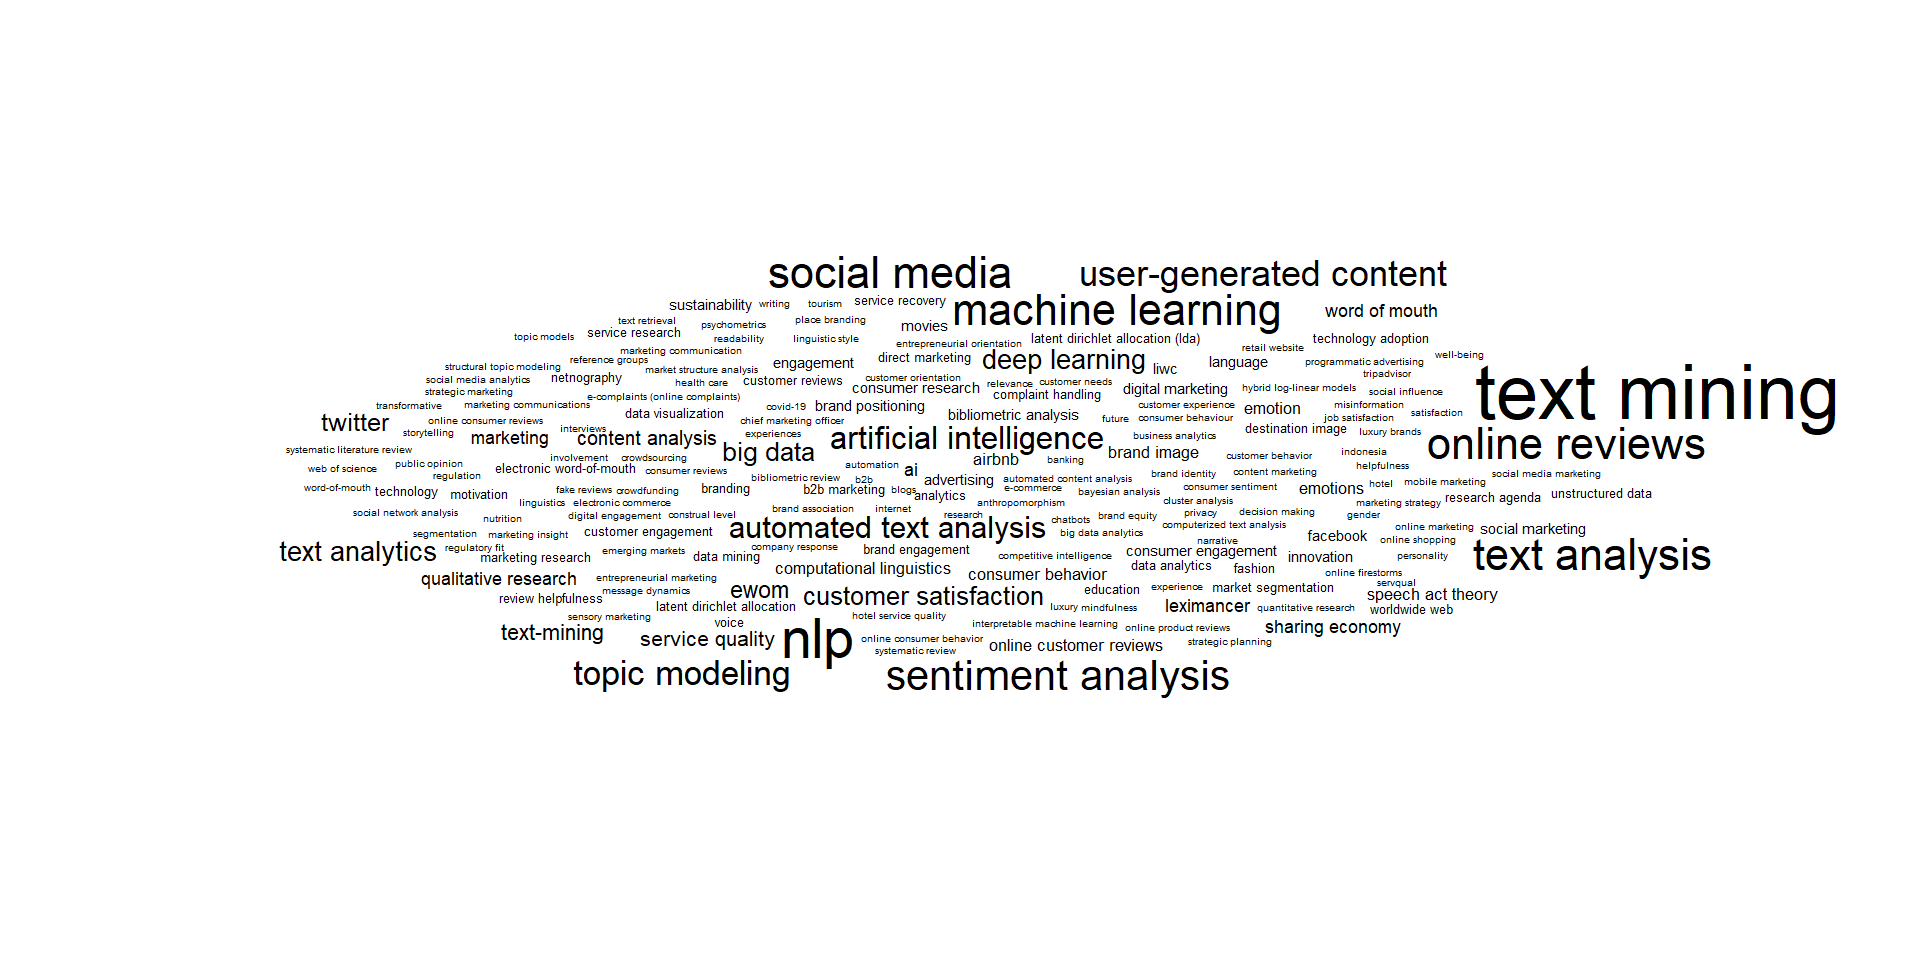 social media
user-generated content
sustainability
writing
tourism
service recovery
machine learning
word of mouth
text retrieval
psychometrics
place branding
movies
topic models
service research
readability
linguistic style
entrepreneurial orientation
latent dirichlet allocation (lda)
technology adoption
marketing communication
retail website
reference groups
structural topic modeling
market structure analysis
engagement
direct marketing
deep learning
liwc
language
programmatic advertising
well-being
tripadvisor
social media analytics
netnography
health care
customer reviews
customer orientation
consumer research
relevance
customer needs
complaint handling
digital marketing
hybrid log-linear models
social influence
text mining
strategic marketing
e-complaints (online complaints)
transformative
marketing communications
data visualization
covid-19
brand positioning
bibliometric analysis
future
customer experience
consumer behaviour
emotion
misinformation
job satisfaction
satisfaction
twitter
online consumer reviews
interviews
chief marketing officer
storytelling
marketing
content analysis
experiences
artificial intelligence
business analytics
destination image
luxury brands
online reviews
systematic literature review
big data
airbnb
banking
brand image
customer behavior
indonesia
involvement
crowdsourcing
web of science
public opinion
electronic word-of-mouth
consumer reviews
automation
ai
helpfulness
regulation
bibliometric review
b2b
advertising
automated content analysis
brand identity
content marketing
social media marketing
word-of-mouth
technology
motivation
fake reviews
crowdfunding
branding
b2b marketing
blogs
analytics
e-commerce
bayesian analysis
consumer sentiment
emotions
hotel
mobile marketing
research agenda
unstructured data
linguistics
electronic commerce
anthropomorphism
cluster analysis
marketing strategy
social network analysis
nutrition
digital engagement
construal level
brand association
internet
research
chatbots
brand equity
privacy
decision making
gender
computerized text analysis
segmentation
marketing insight
customer engagement
automated text analysis
big data analytics
narrative
facebook
online marketing
online shopping
social marketing
text analytics
regulatory fit
marketing research
emerging markets
data mining
company response
brand engagement
competitive intelligence
consumer engagement
data analytics
innovation
personality
text analysis
qualitative research
entrepreneurial marketing
computational linguistics
consumer behavior
fashion
online firestorms
message dynamics
ewom
customer satisfaction
education
experience
market segmentation
servqual
speech act theory
review helpfulness
latent dirichlet allocation
luxury
mindfulness
leximancer
quantitative research
worldwide web
sensory marketing
voice
hotel service quality
interpretable machine learning
online product reviews
sharing economy
text-mining
service quality
nlp
online consumer behavior
systematic review
online customer reviews
strategic planning
topic modeling
sentiment analysis